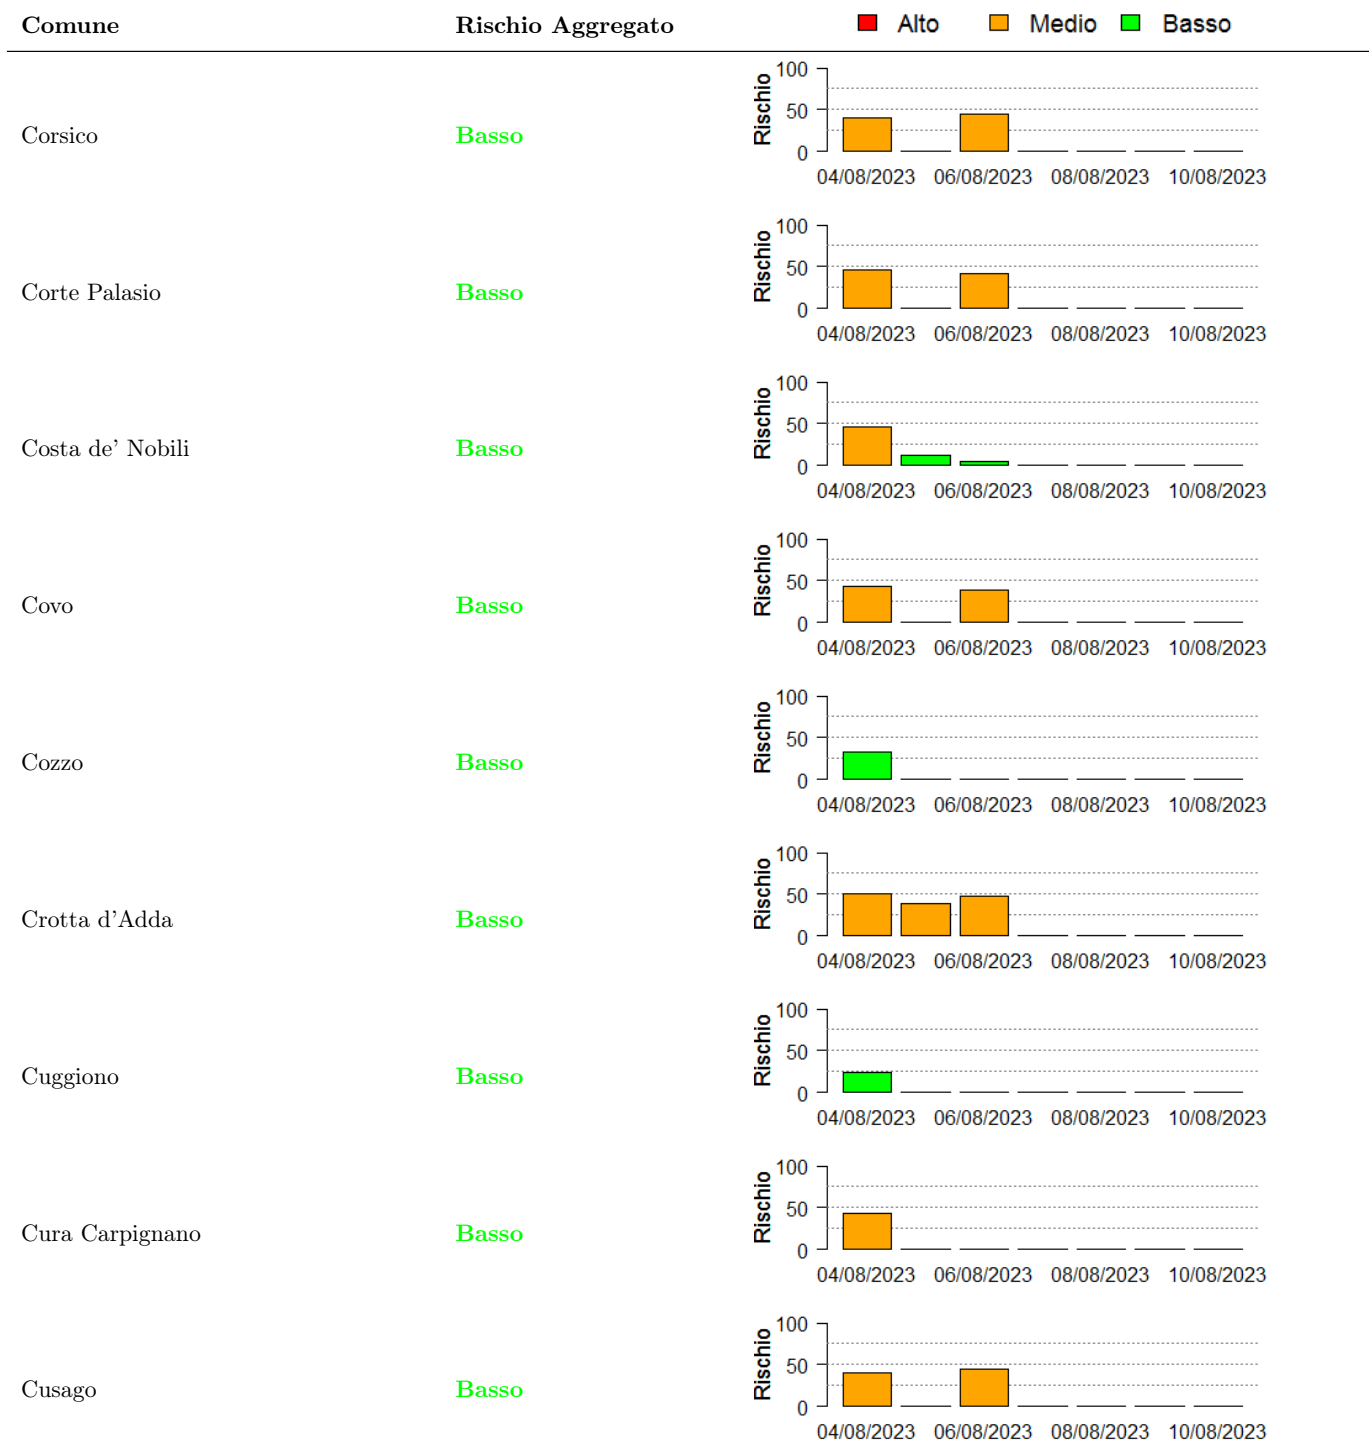 Comune Rischio Aggregato Alto Medio Basso
Corsico Basso Rischio 100 50 0
04/08/2023 06/08/2023 08/08/2023 10/08/2023
Corte Palasio Basso Rischio 100 50 0
04/08/2023 06/08/2023 08/08/2023 10/08/2023
Costa de' Nobili Basso Rischio 100 50 0
04/08/2023 06/08/2023 08/08/2023 10/08/2023
Covo Basso Rischio 100 50 0
04/08/2023 06/08/2023 08/08/2023 10/08/2023
Cozzo Basso Rischio 100 50 0
04/08/2023 06/08/2023 08/08/2023 10/08/2023
Crotta d'Adda Basso Rischio 100 50 0
04/08/2023 06/08/2023 08/08/2023 10/08/2023
Cuggiono Basso Rischio 100 50 0
04/08/2023 06/08/2023 08/08/2023 10/08/2023
Cura Carpignano Basso Rischio 100 50 0
04/08/2023 06/08/2023 08/08/2023 10/08/2023
Cusago Basso Rischio 100 50 0
04/08/2023 06/08/2023 08/08/2023 10/08/2023